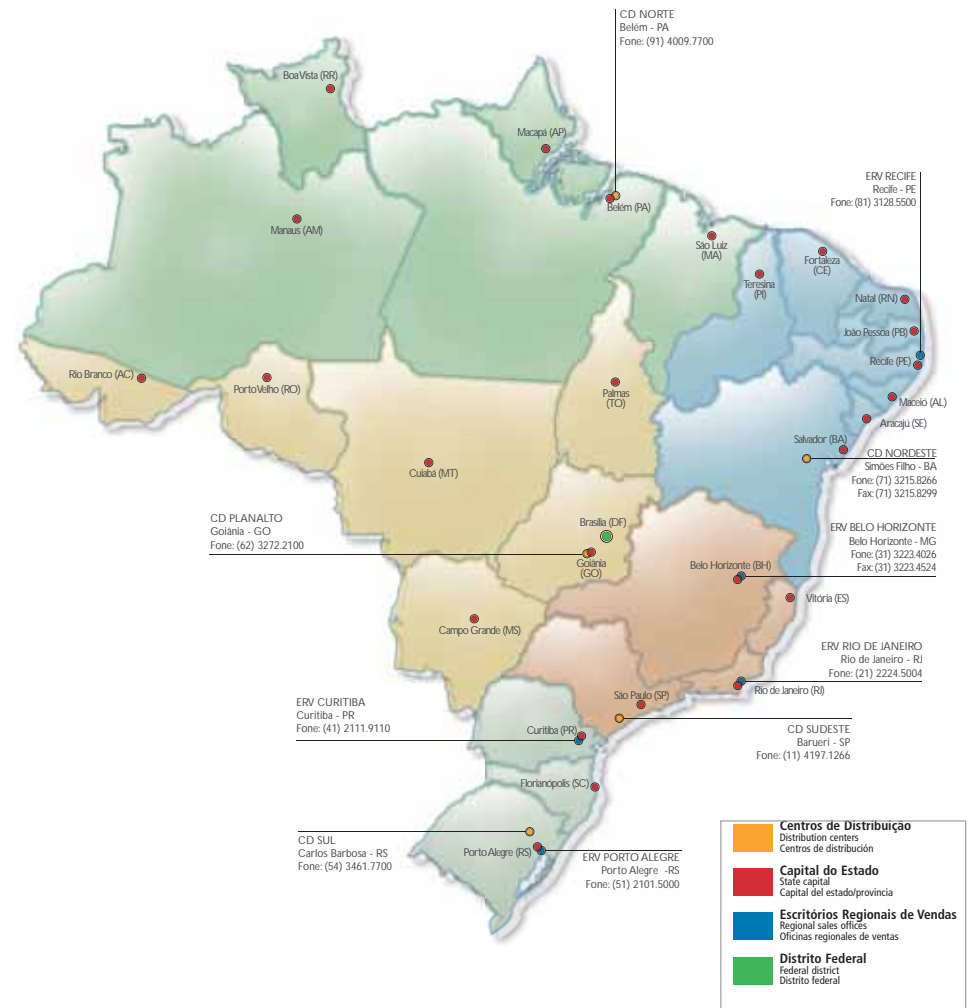 CD NORTE
Belém - PA
Fone: (91) 4009.7700
Boa Vista (RR)
Macapá (AP)
ERV RECIFE
Recife - PE
Fone: (81) 3128.5500
Belém (PA)
Manaus (AM)
São Luiz
(MA)
Fortaleza
(CE)
Teresina
(PI)
Natal (RN)
João Pessoa (PB)
Recife (PE)
Rio Branco (AC)
Porto Velho (RO)
Palmas
(TO)
Maceió (AL)
Aracajú (SE)
Salvador (BA)
CD NORDESTE
Simões Filho - BA
Fone: (71) 3215.8266
Fax: (71) 3215.8299
Cuiabá (MT)
CD PLANALTO
Goiânia - GO
Fone: (62) 3272.2100
Brasília (DF)
Goiânia
(GO)
ERV BELO HORIZONTE
Belo Horizonte - MG
Fone: (31) 3223.4026
Fax: (31) 3223.4524
Belo Horizonte (BH)
Vitória (ES)
Campo Grande (MS)
ERV RIO DE JANEIRO
Rio de Janeiro - RJ
Fone: (21) 2224.5004
São Paulo (SP)
Rio de Janeiro (RJ)
ERV CURITIBA
Curitiba - PR
Fone: (41) 2111.9110
Curitiba (PR)
CD SUDESTE
Barueri - SP
Fone: (11) 4197.1266
Florianópolis (SC)
CD SUL
Carlos Barbosa - RS
Fone: (54) 3461.7700
Porto Alegre (RS)
ERV PORTO ALEGRE
Porto Alegre -RS
Fone: (51) 2101.5000
Centros de Distribuição
Distribution centers
Centros de distribución
Capital do Estado
State capital
Capital del estado/provincia
Escritórios Regionais de Vendas
Regional sales offices
Oficinas regionales de ventas
Distrito Federal
Federal district
Distrito federal